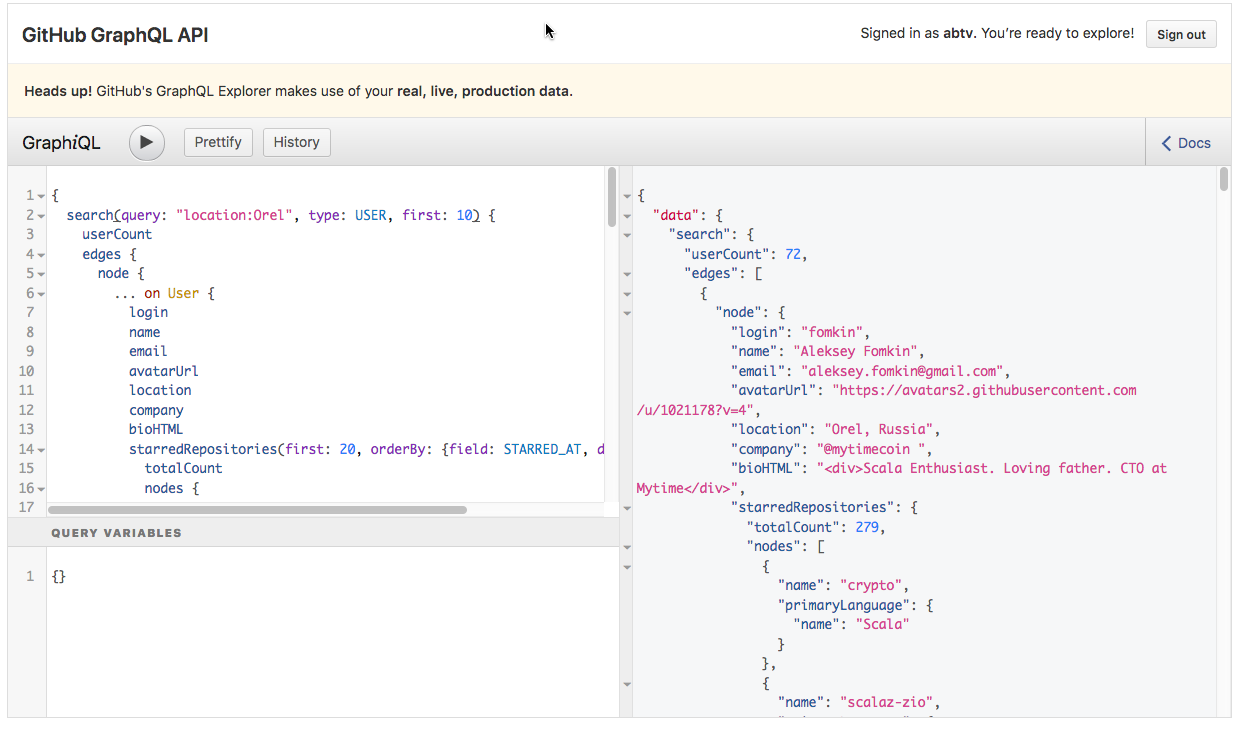 GitHub GraphQL API
Signed in as abtv. You're ready to explore!
Sign out
Heads up! GitHub's GraphQL Explorer makes use of your real, live, production data.
GraphiQL
Prettify
History
Docs
1 {
2 search(query: "location:Orel", type: USER, first: 10) {
3 userCount
4 edges {
5 node {
6 ... on User {
7 login
8 name
9 email
10 avatarUrl
11 location
12 company
13 bioHTML
14 starredRepositories(first: 20, orderBy: {field: STARRED_AT, d
15 totalCount
16 nodes {
17
QUERY VARIABLES
1 {}
{
"data": {
"search": {
"userCount": 72,
"edges": [
{
"node": {
"login": "fomkin",
"name": "Aleksey Fomkin",
"email": "aleksey.fomkin@gmail.com",
"avatarUrl": "https://avatars2.githubusercontent.com
/u/1021178?v=4",
"location": "Orel, Russia",
"company": "@mytimecoin ",
"bioHTML": "<div>Scala Enthusiast. Loving father. CTO at
Mytime</div>",
"starredRepositories": {
"totalCount": 279,
"nodes": [
{
"name": "crypto",
"primaryLanguage": {
"name": "Scala"
}
},
{
"name": "scalaz-zio",